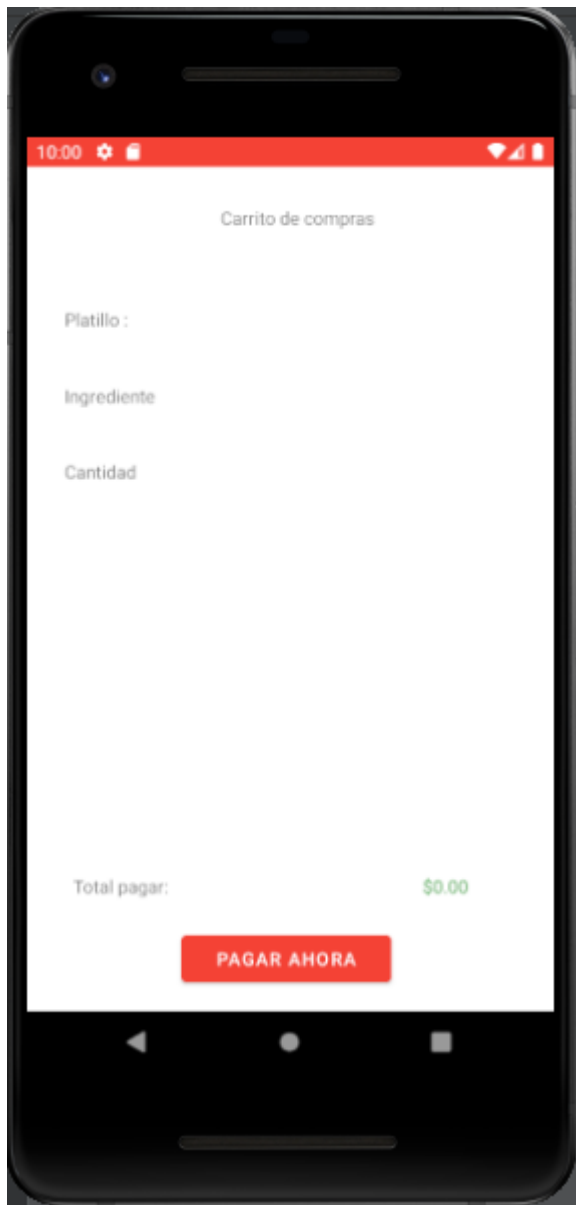 10:00
Carrito de compras
Platillo :
Ingrediente
Cantidad
Total pagar: $0.00
PAGAR AHORA